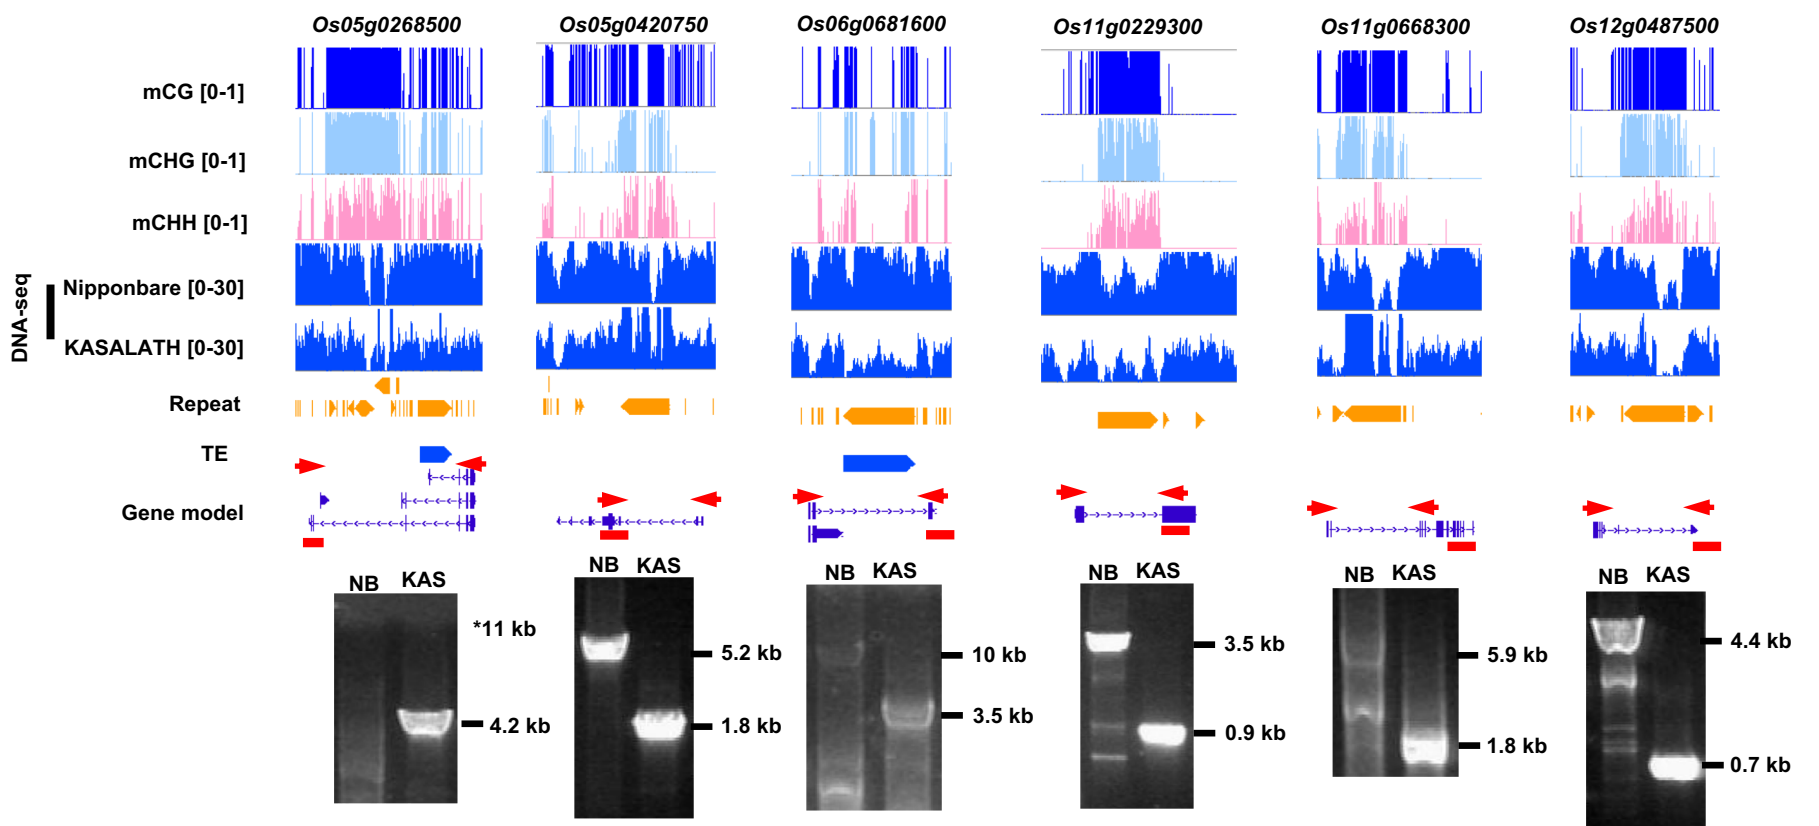 Os05g0268500 Os05g0420750 Os06g0681600 Os11g0229300 Os11g0668300 Os12g0487500
mCG [0-1]
mCHG [0-1]
mCHH [0-1]
DNA-seq
Nipponbare [0-30]
KASALATH [0-30]
Repeat
TE
Gene model
NB KAS
*11 kb
4.2 kb
NB KAS
5.2 kb
1.8 kb
NB KAS
10 kb
3.5 kb
NB KAS
3.5 kb
0.9 kb
NB KAS
5.9 kb
1.8 kb
NB KAS
4.4 kb
0.7 kb